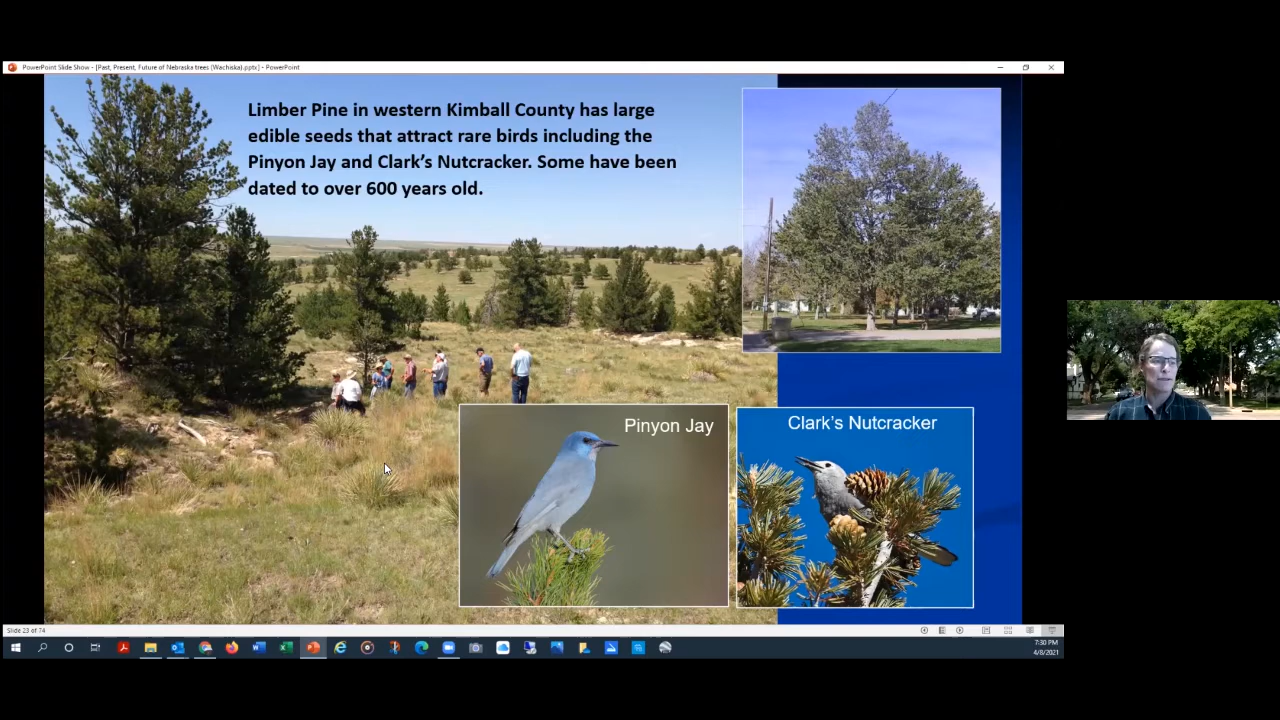 PowerPoint Slide Show - [Past, Present, Future of Nebraska trees (Wachiska).pptx] - PowerPoint
Limber Pine in western Kimball County has large
edible seeds that attract rare birds including the
Pinyon Jay and Clark's Nutcracker. Some have been
dated to over 600 years old.
Pinyon Jay
Clark's Nutcracker
Slide 23 of 74
7:30 PM
4/8/2021